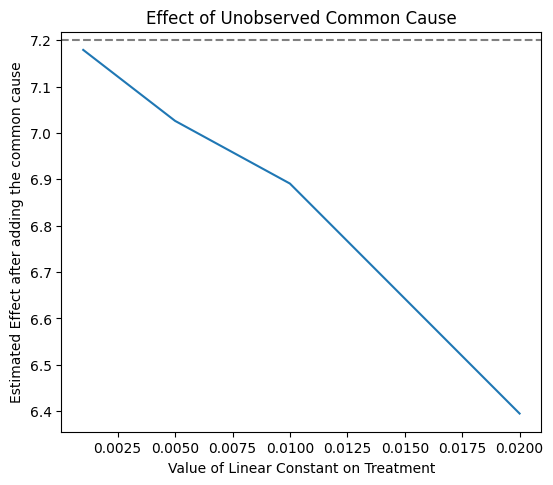 Effect of Unobserved Common Cause
7.2
7.1
7.0
6.9
6.8
6.7
6.6
6.5
6.4
Estimated Effect after adding the common cause
0.0025 0.0050 0.0075 0.0100 0.0125 0.0150 0.0175 0.0200
Value of Linear Constant on Treatment